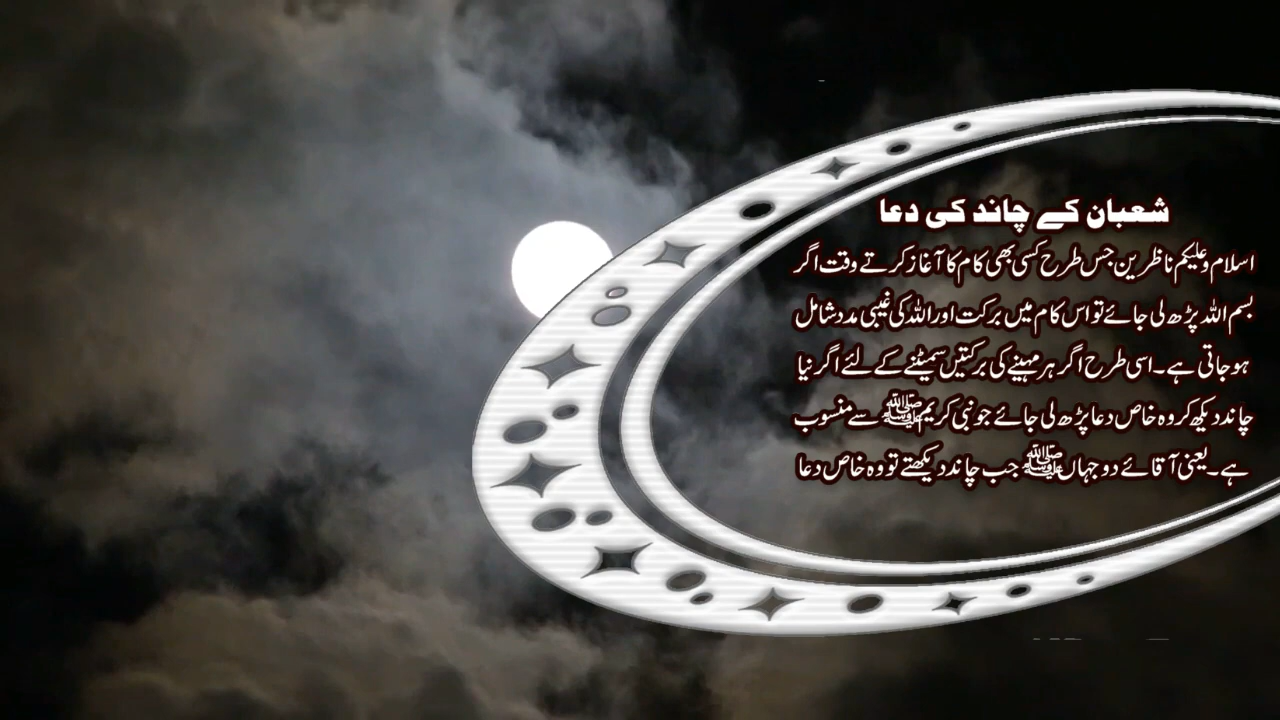 شعبان کے چاند کی دعا
اسلام وعلیکم ناظرین جس طرح کسی بھی کام کا آغاز کرتے وقت اگر
بسم اللہ پڑھ لی جائے تو اس کام میں برکت اور اللہ کی غیبی مدد شامل
ہو جاتی ہے۔ اسی طرح اگر ہر مہینے کی برکتیں سمیٹنے کے لئے اگر نیا
چاند دیکھ کر وہ خاص دعا پڑھ لی جائے جو نبی کریم ﷺ سے منسوب
ہے۔ یعنی آقائے دو جہاں ﷺ جب چاند دیکھتے تو وہ خاص دعا